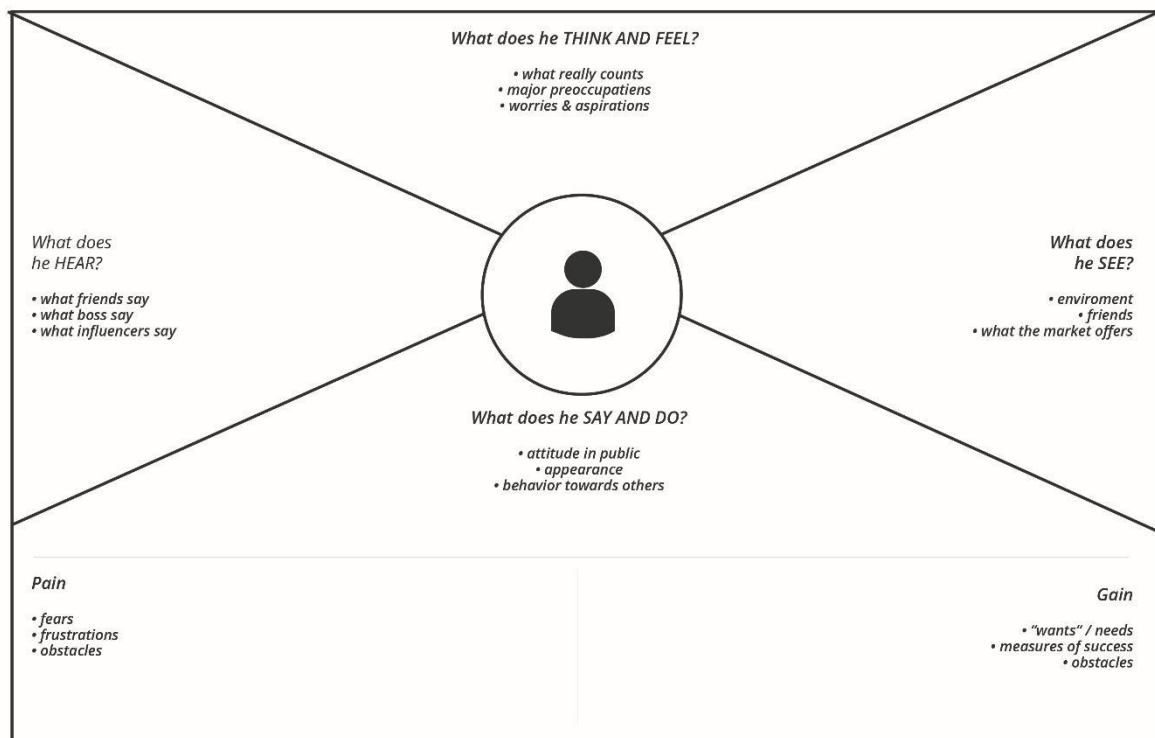 What does he THINK AND FEEL?
• what really counts
• major preoccupatiens
• worries & aspirations
What does
he HEAR?
• what friends say
• what boss say
• what influencers say
What does
he SEE?
• enviroment
• friends
• what the market offers
What does he SAY AND DO?
• attitude in public
• appearance
• behavior towards others
Pain
• fears
• frustrations
• obstacles
Gain
• “wants” / needs
• measures of success
• obstacles